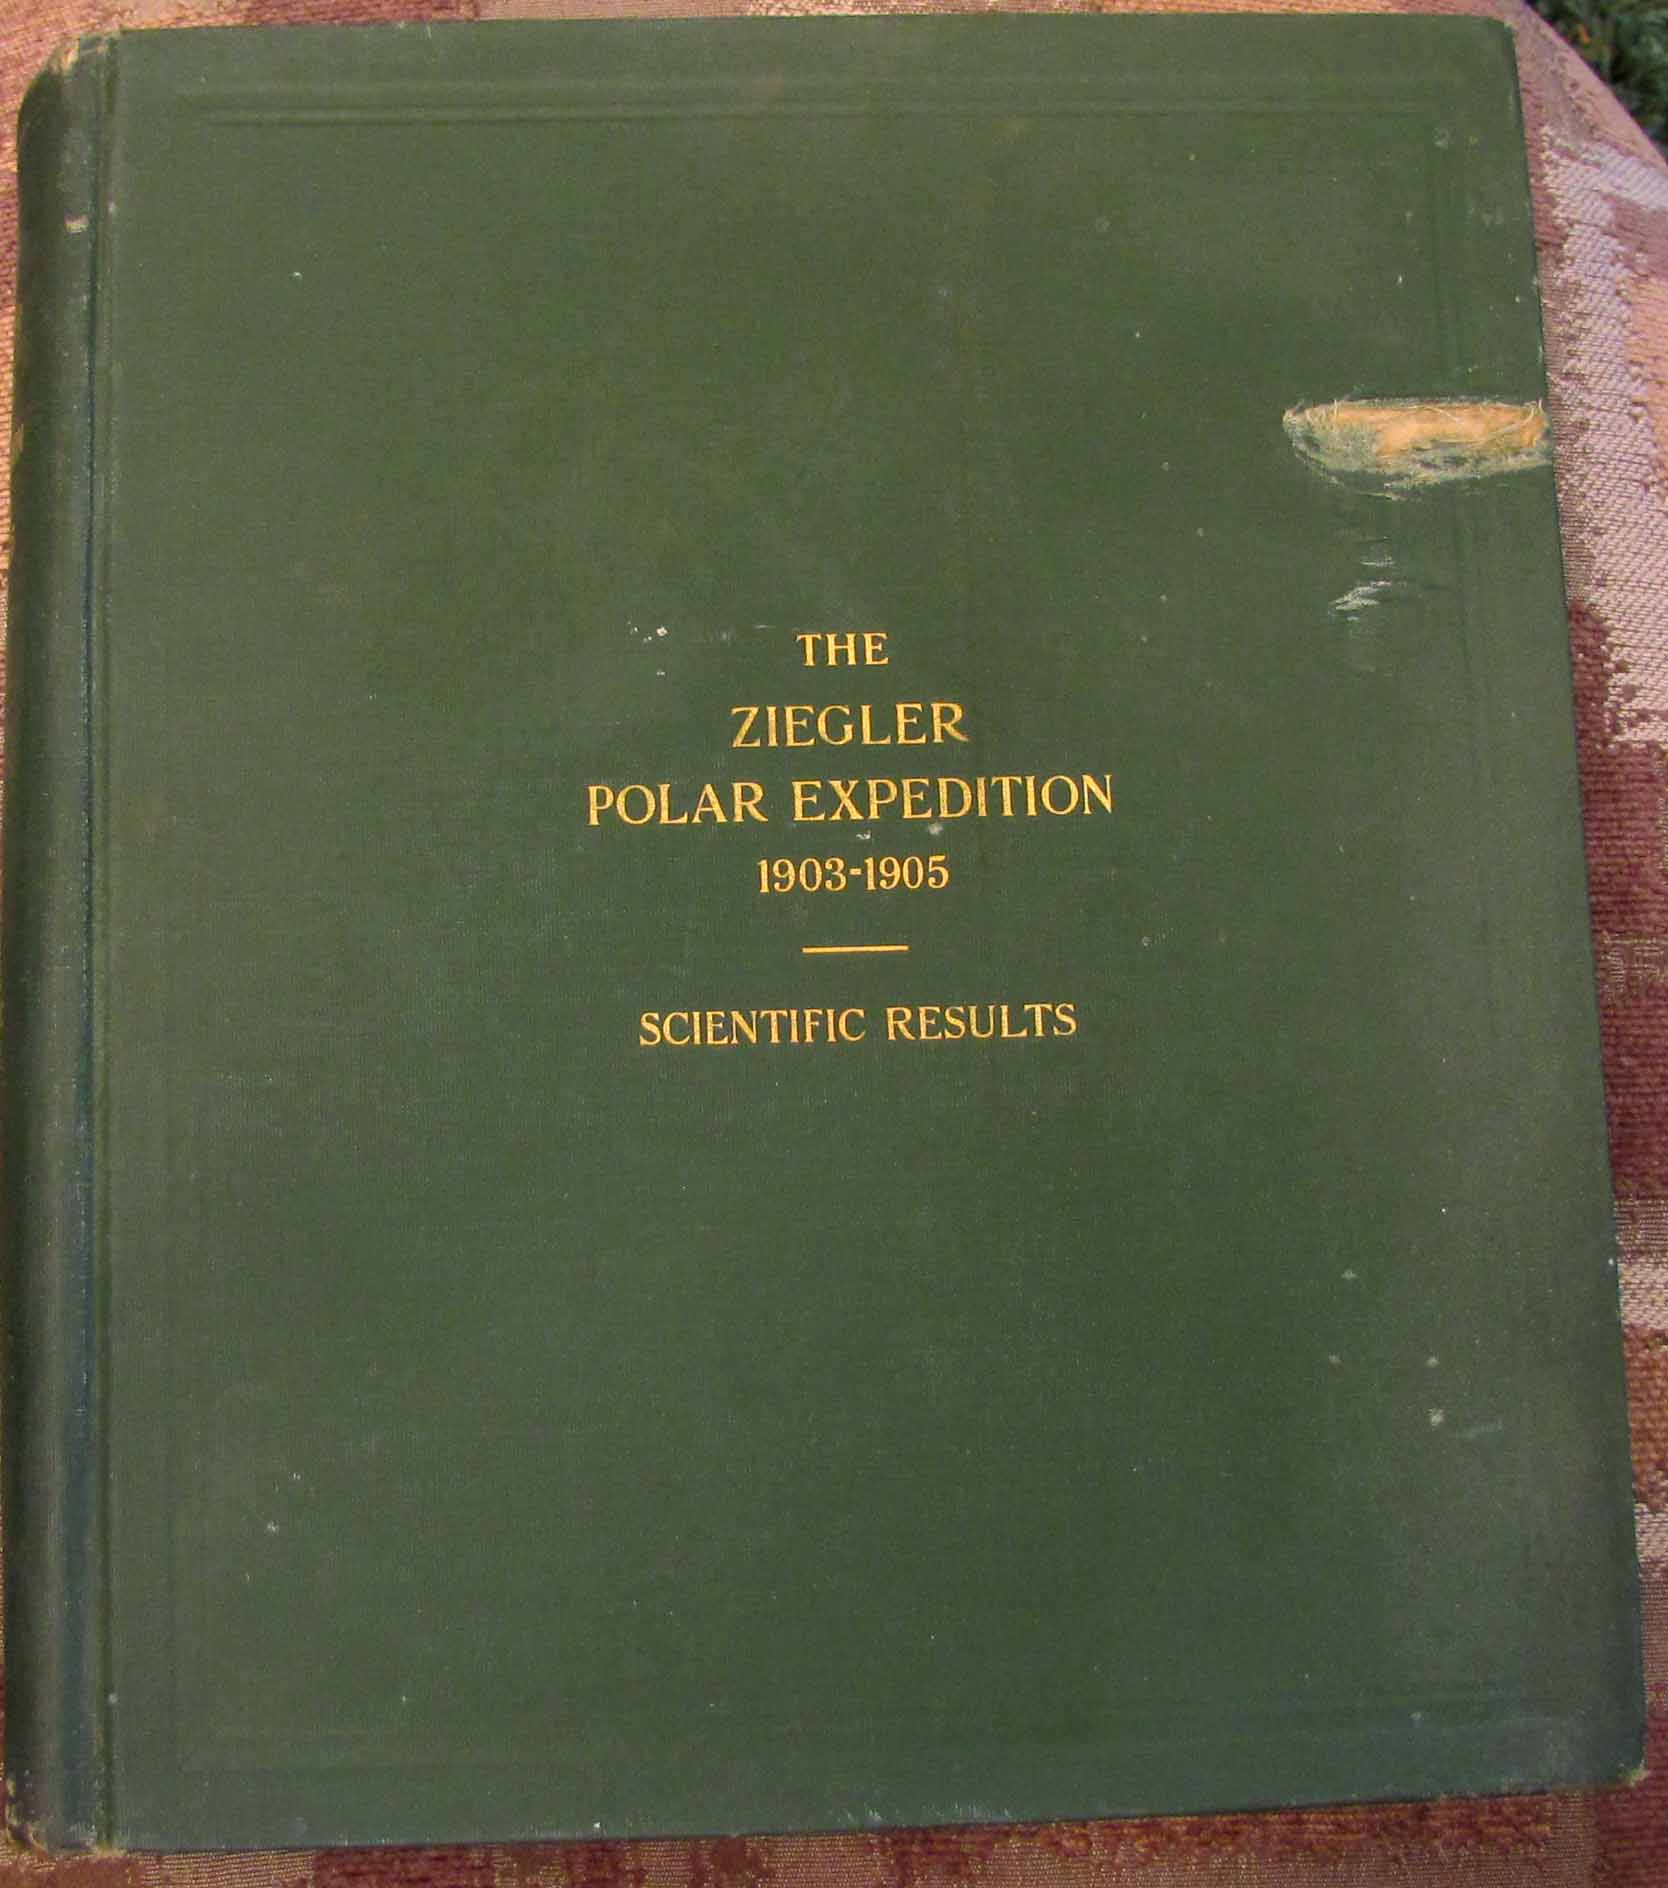 THE
ZIEGLER
POLAR EXPEDITION
1903-1905
SCIENTIFIC RESULTS